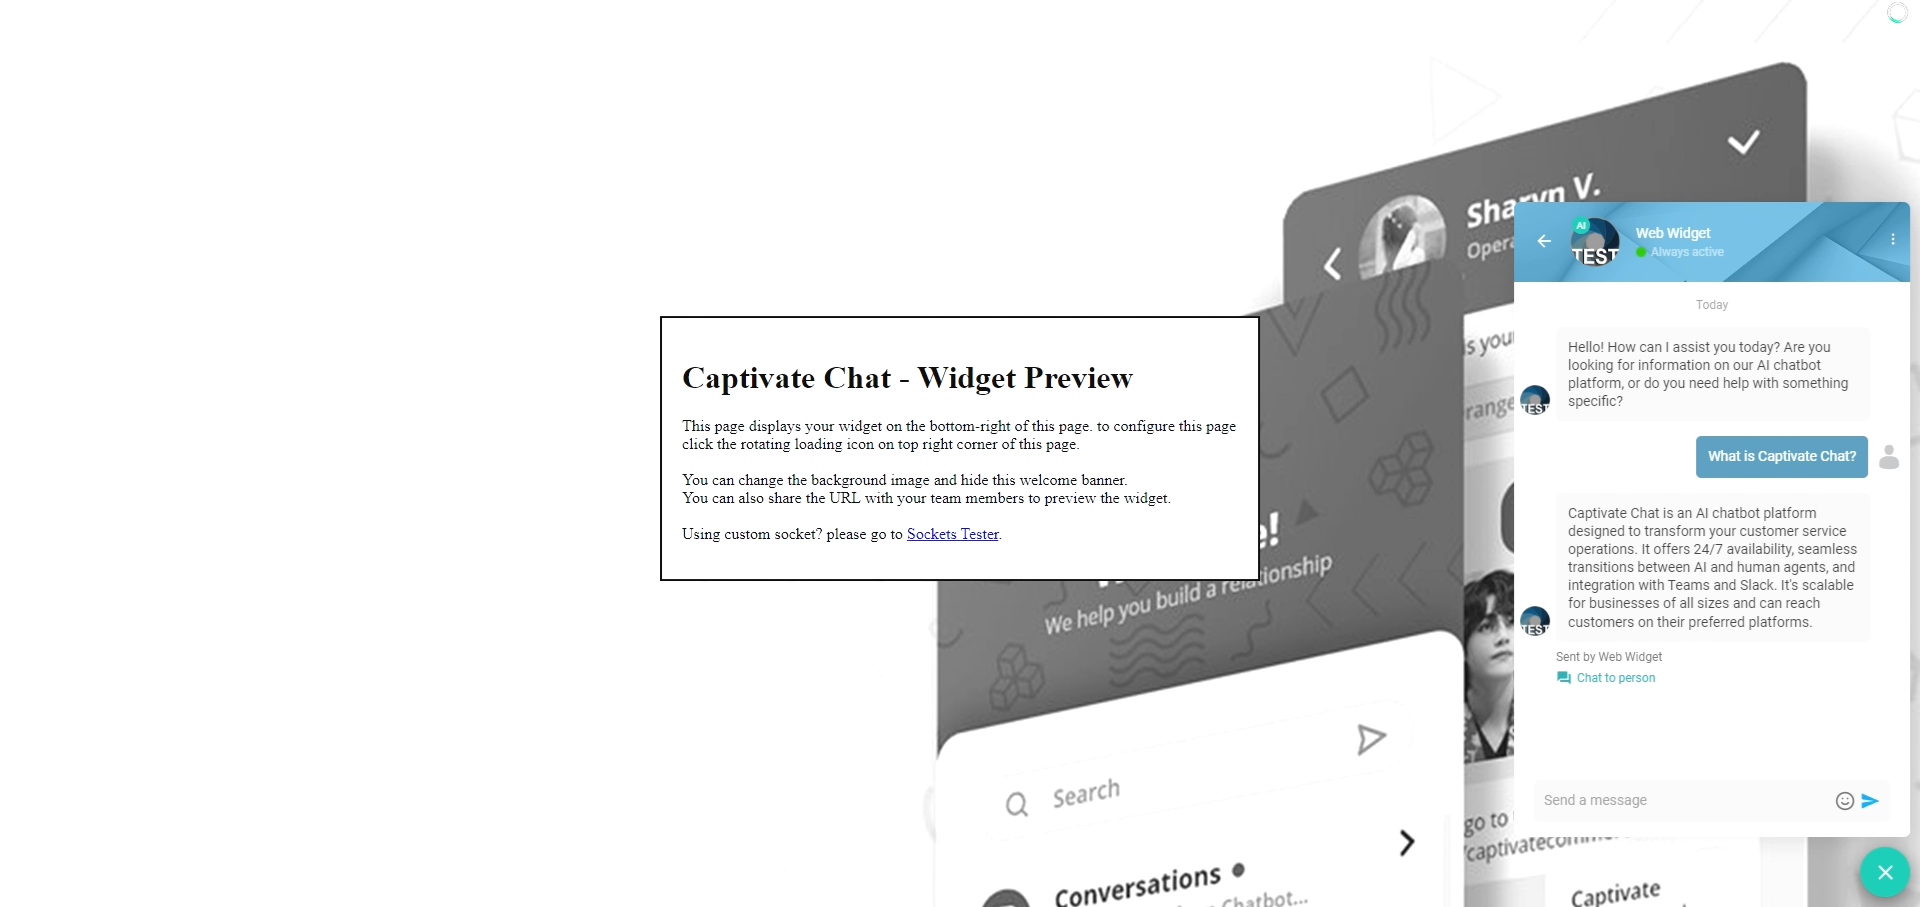 Captivate Chat - Widget Preview
This page displays your widget on the bottom-right of this page. to configure this page
click the rotating loading icon on top right corner of this page.
You can change the background image and hide this welcome banner.
You can also share the URL with your team members to preview the widget.
Using custom socket? please go to Sockets Tester.
Sharyn V.
We help you build a relationship
Search
Conversations
Chatbot...
go to
Captivate
AI
TEST
Web Widget
Always active
Today
Hello! How can I assist you today? Are you
looking for information on our AI chatbot
platform, or do you need help with something
specific?
TEST
What is Captivate Chat?
Captivate Chat is an AI chatbot platform
designed to transform your customer service
operations. It offers 24/7 availability, seamless
transitions between AI and human agents, and
integration with Teams and Slack. It's scalable
for businesses of all sizes and can reach
customers on their preferred platforms.
TEST
Sent by Web Widget
Chat to person
Send a message